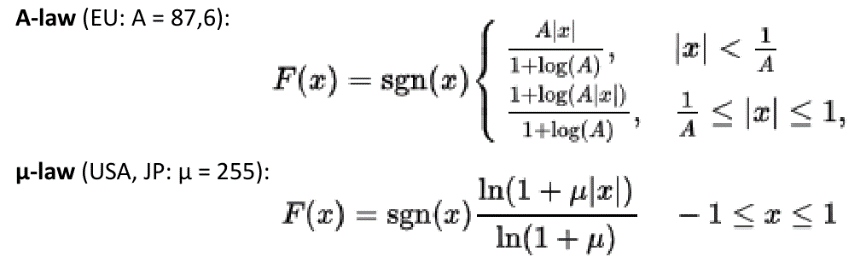 A-law (EU: A = 87,6):
F(x) = sgn(x) { A|x| / 1+log(A) , |x| < 1/A
1+log(A|x|) / 1+log(A) , 1/A ≤ |x| ≤ 1,
μ-law (USA, JP: μ = 255):
F(x) = sgn(x) ln(1 + μ|x|) / ln(1 + μ) − 1 ≤ x ≤ 1